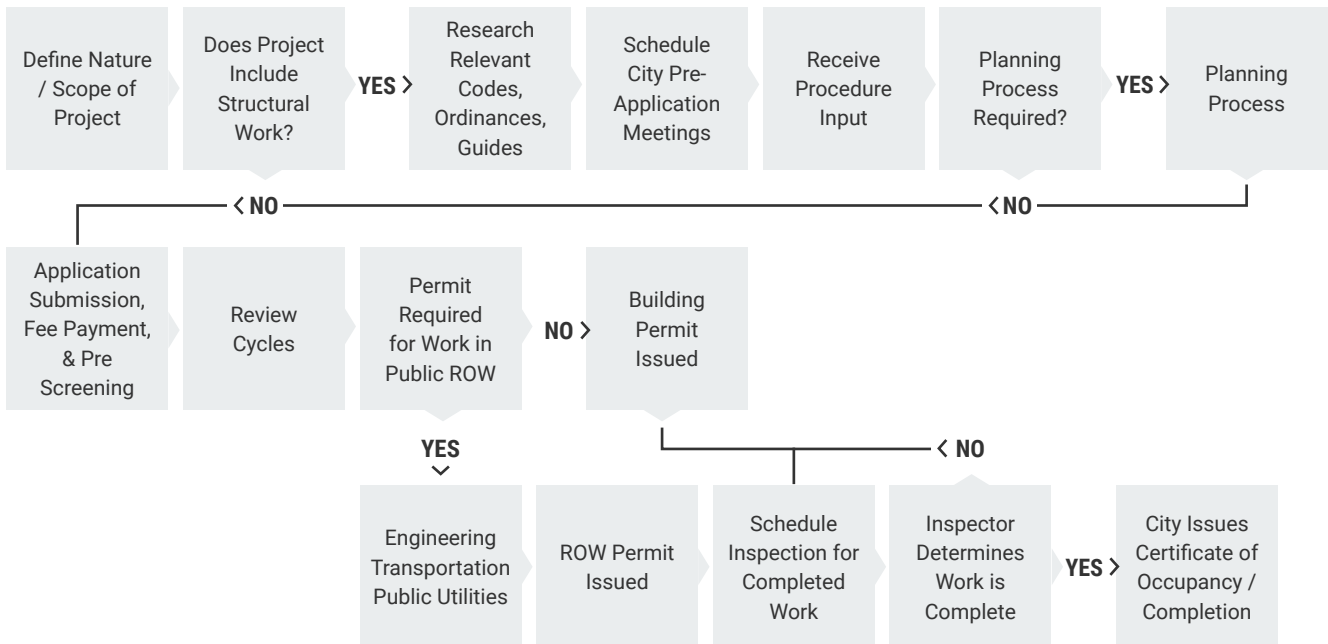 Define Nature
/ Scope of
Project
Does Project
Include
Structural
Work?
YES
Research
Relevant
Codes,
Ordinances,
Guides
Schedule
City Pre-
Application
Meetings
Receive
Procedure
Input
Planning
Process
Required?
YES
Planning
Process
NO
NO
Application
Submission,
Fee Payment,
& Pre
Screening
Review
Cycles
Permit
Required
for Work in
Public ROW
NO
Building
Permit
Issued
YES
NO
Engineering
Transportation
Public Utilities
ROW Permit
Issued
Schedule
Inspection for
Completed
Work
Inspector
Determines
Work is
Complete
YES
City Issues
Certificate of
Occupancy /
Completion